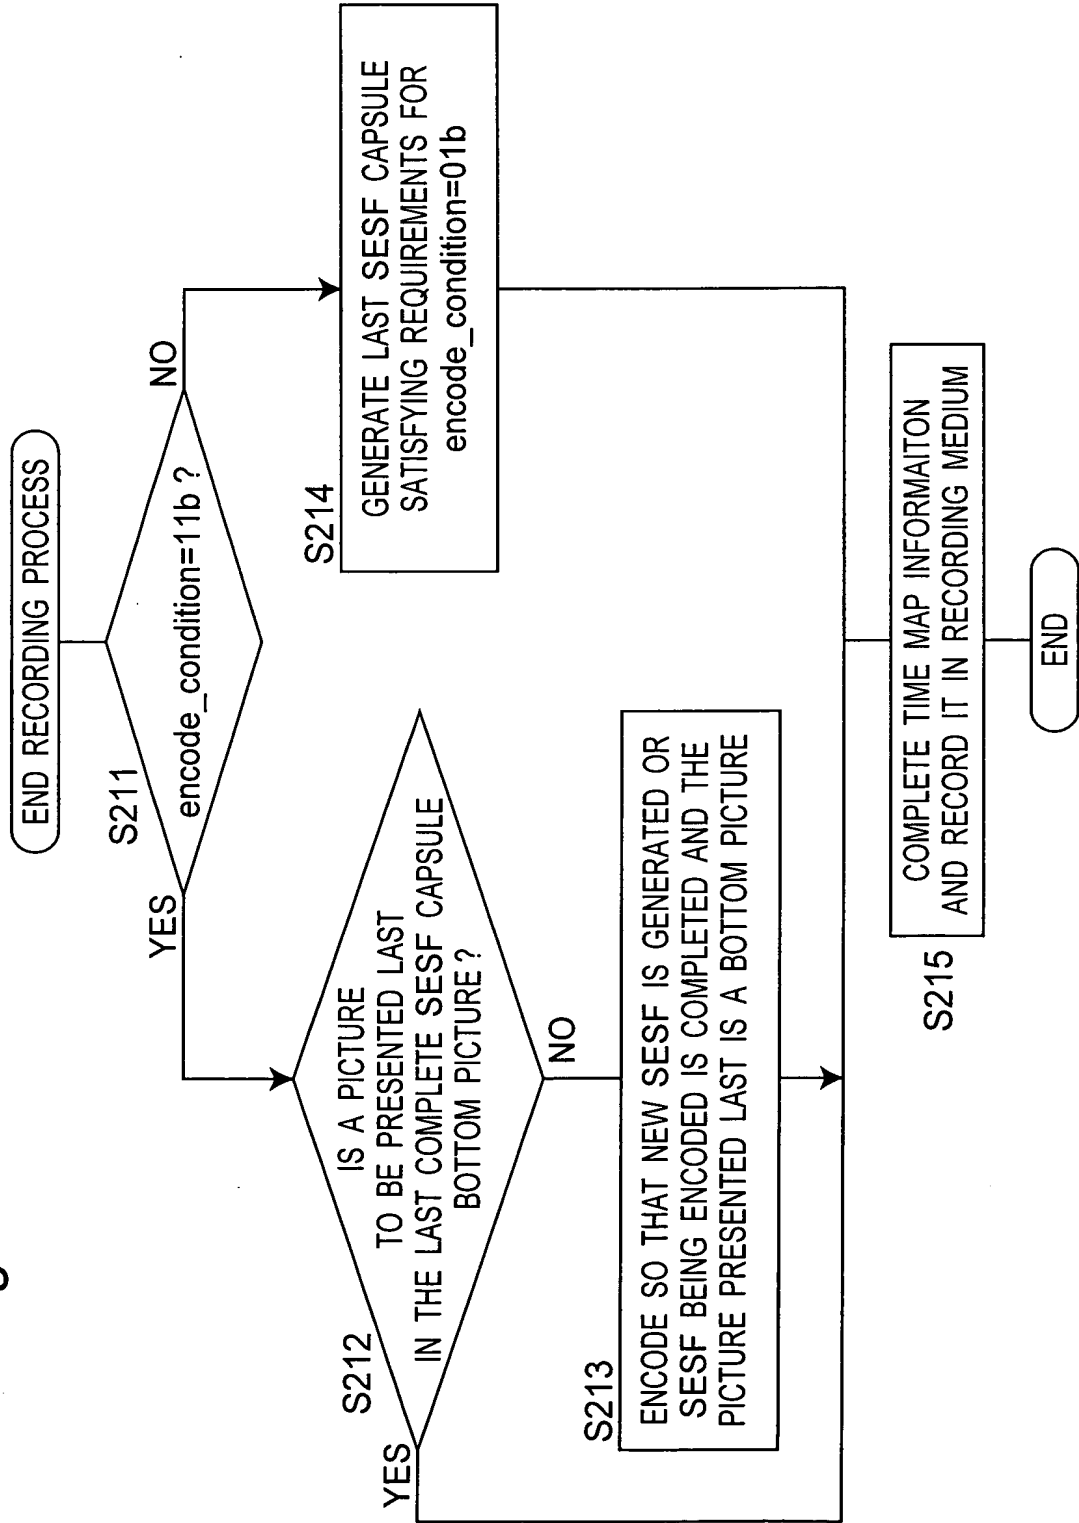 END RECORDING PROCESS
S211
encode_condition=11b ?
YES
NO
S212
IS A PICTURE
TO BE PRESENTED LAST
IN THE LAST COMPLETE SESF CAPSULE
BOTTOM PICTURE ?
YES
NO
S213
ENCODE SO THAT NEW SESF IS GENERATED OR
SESF BEING ENCODED IS COMPLETED AND THE
PICTURE PRESENTED LAST IS A BOTTOM PICTURE
S214
GENERATE LAST SESF CAPSULE
SATISFYING REQUIREMENTS FOR
encode_condition=01b
S215
COMPLETE TIME MAP INFORMAITON
AND RECORD IT IN RECORDING MEDIUM
END